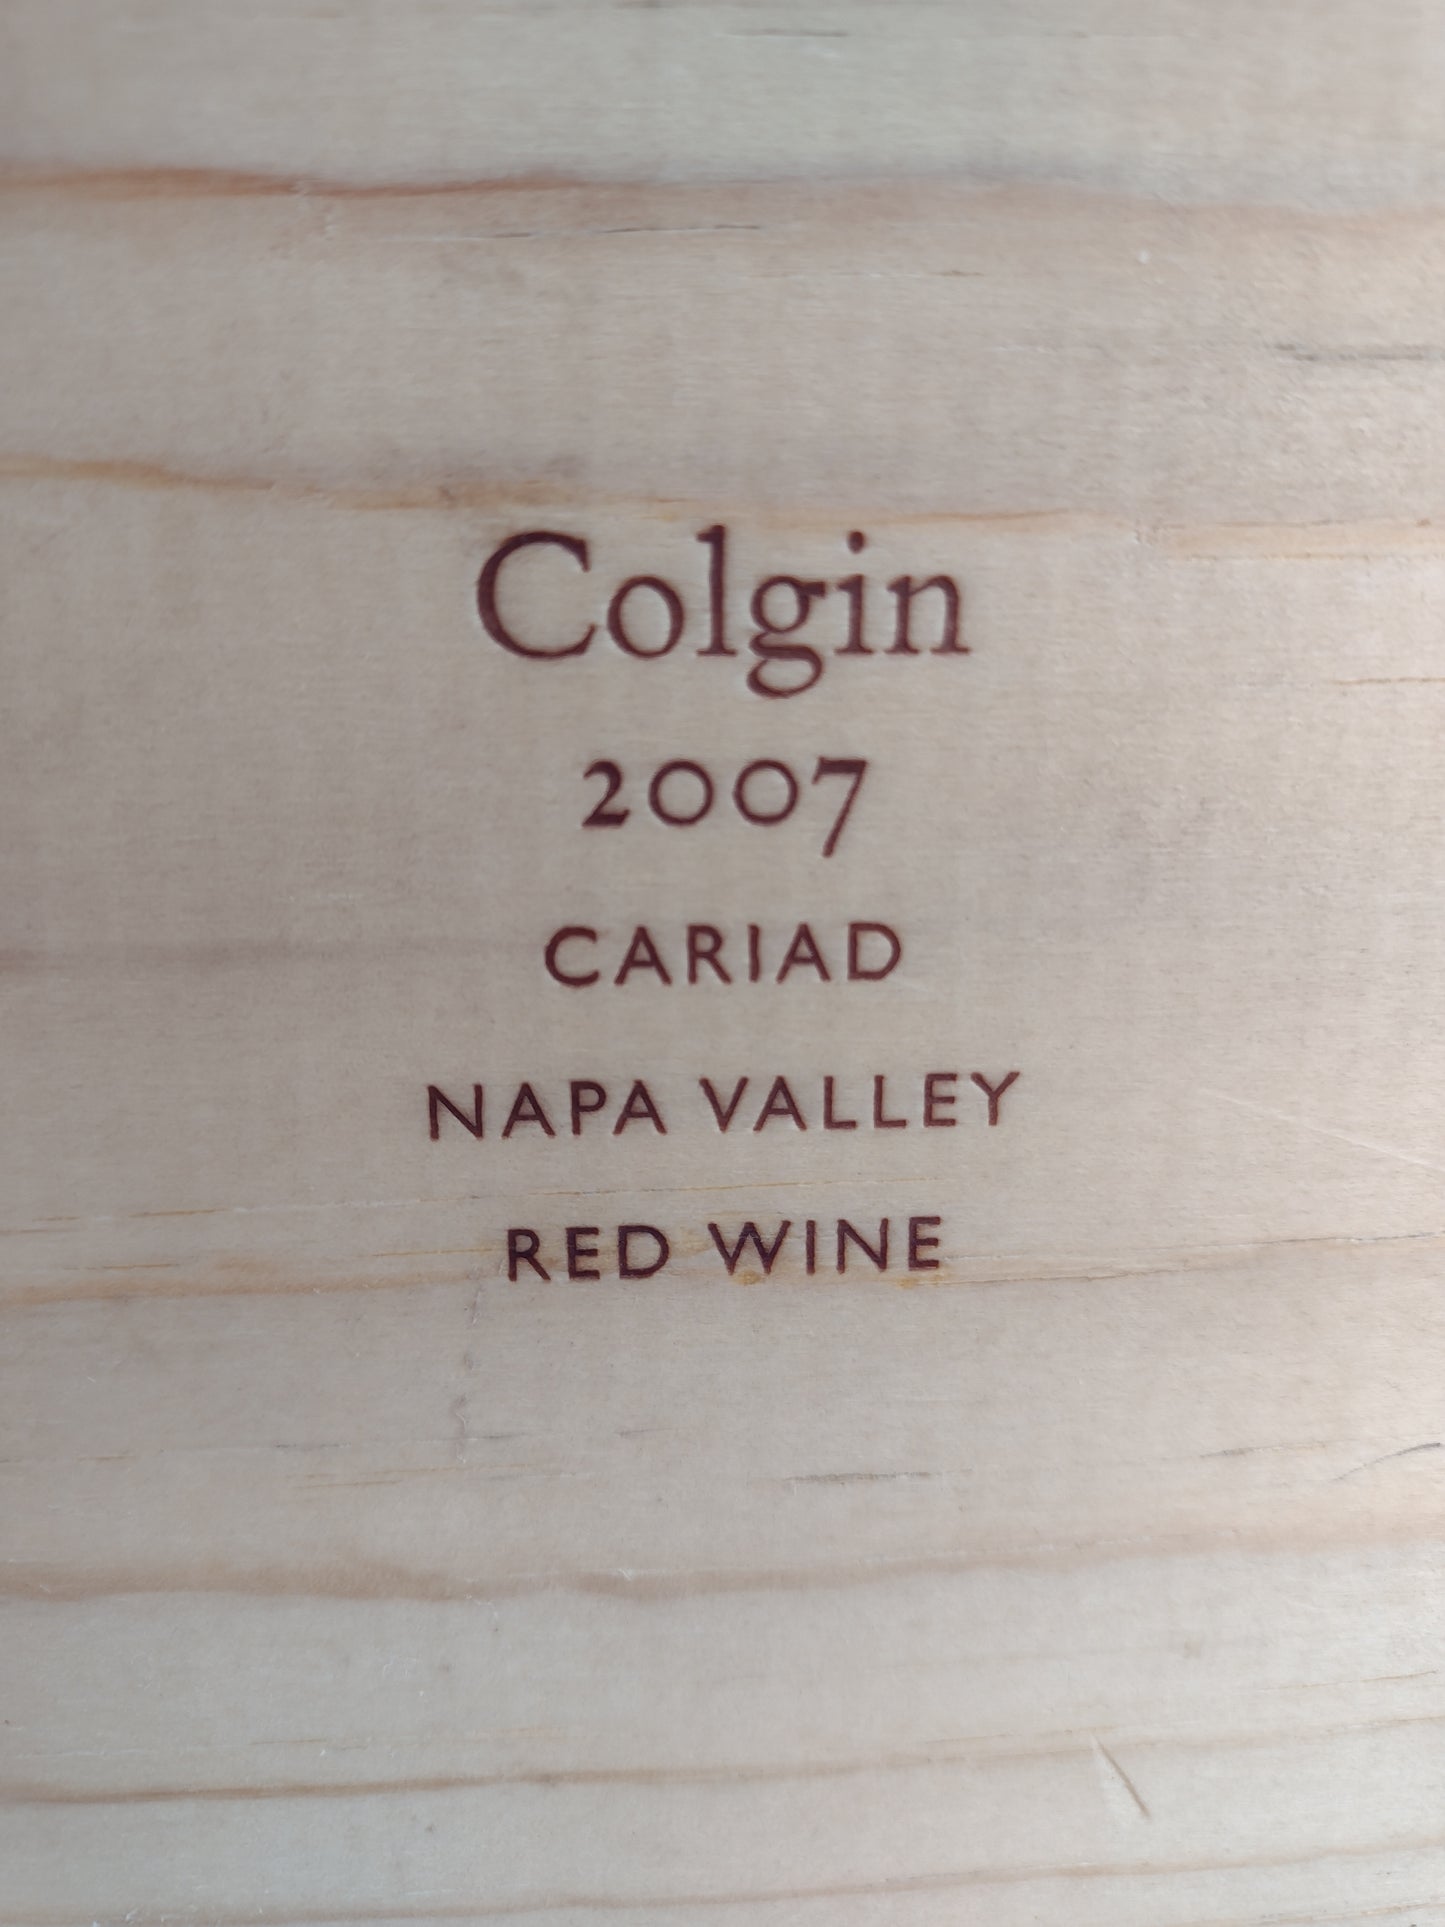 Colgin
2007
CARIAD
NAPA VALLEY
RED WINE